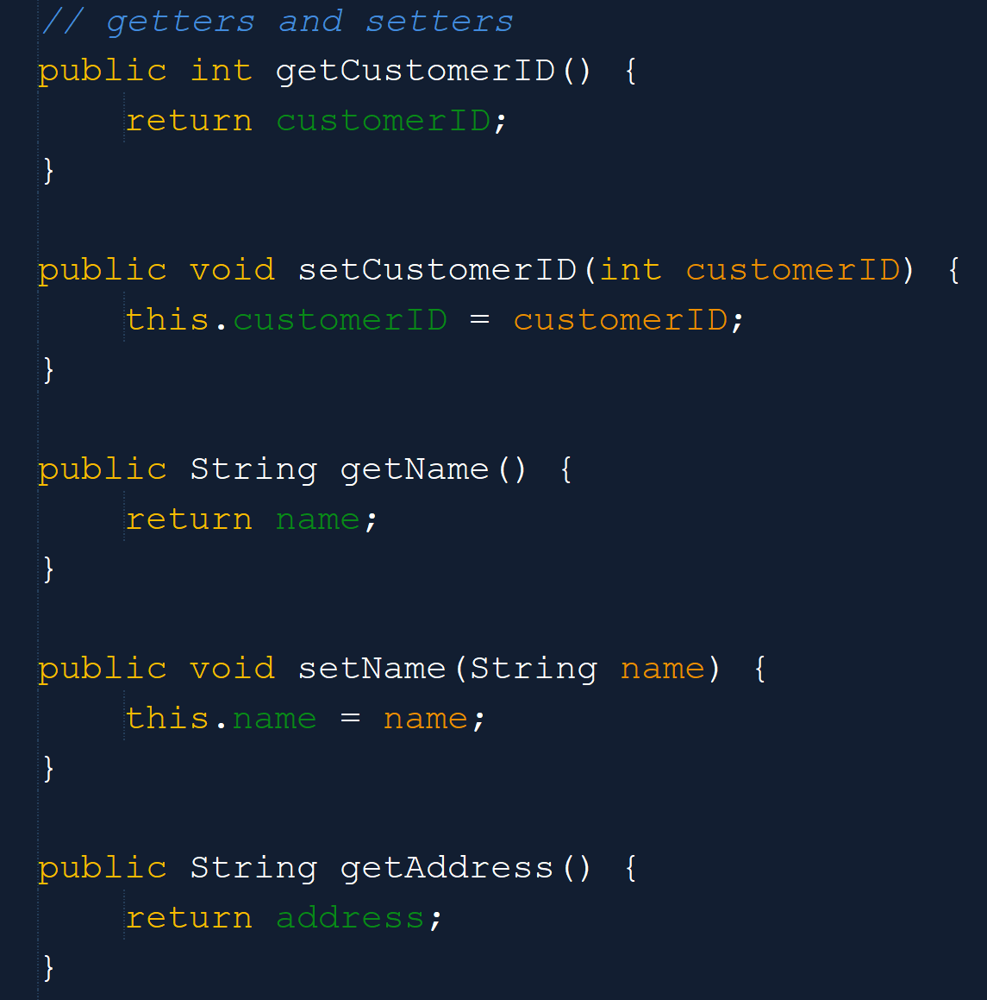 // getters and setters
public int getCustomerID() {
    return customerID;
}

public void setCustomerID(int customerID) {
    this.customerID = customerID;
}

public String getName() {
    return name;
}

public void setName(String name) {
    this.name = name;
}

public String getAddress() {
    return address;
}